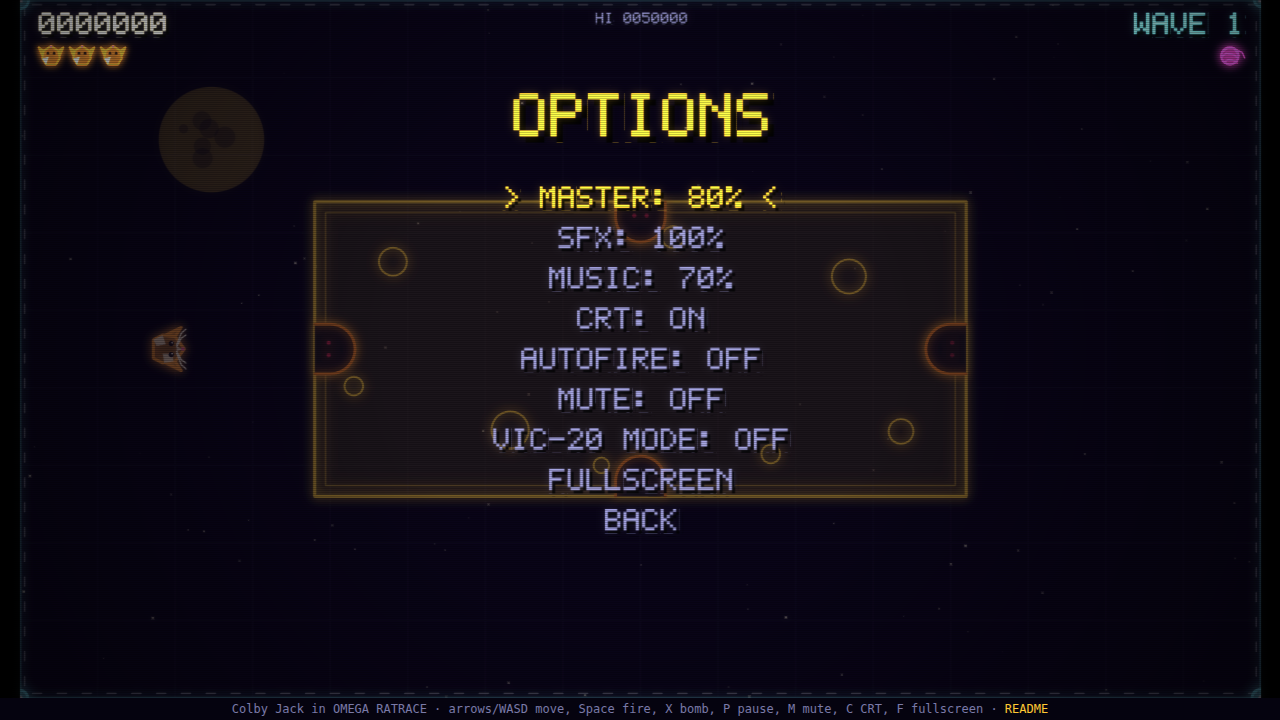 0000000
HI 0050000
WAVE 1
OPTIONS
> MASTER: 80% <
SFX: 100%
MUSIC: 70%
CRT: ON
AUTOFIRE: OFF
MUTE: OFF
VIC-20 MODE: OFF
FULLSCREEN
BACK
Colby Jack in OMEGA RATRACE · arrows/WASD move, Space fire, X bomb, P pause, M mute, C CRT, F fullscreen · README